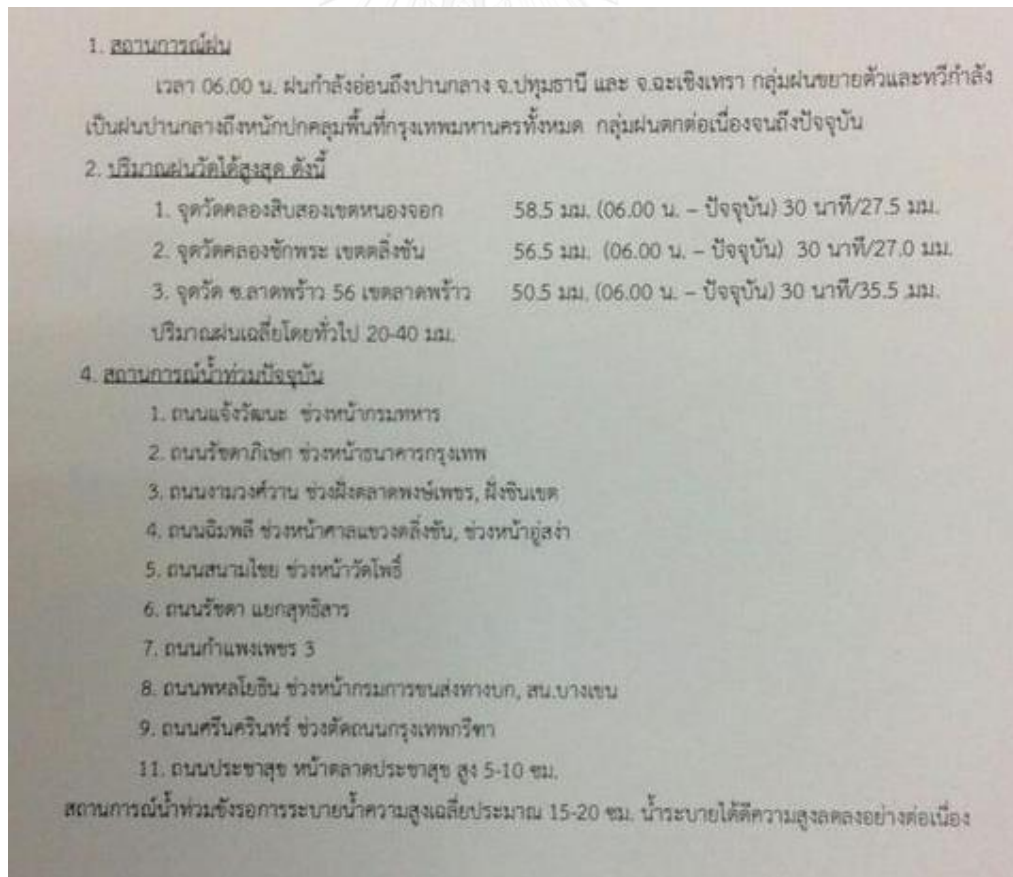 1. สถานการณ์ฝน
เวลา 06.00 น. ฝนกำลังอ่อนถึงปานกลาง จ.ปทุมธานี และ จ.ฉะเชิงเทรา กลุ่มฝนขยายตัวและทวีกำลัง
เป็นฝนปานกลางถึงหนักปกคลุมพื้นที่กรุงเทพมหานครทั้งหมด กลุ่มฝนตกต่อเนื่องจนถึงปัจจุบัน
2. ปริมาณฝนวัดได้สูงสุด ดังนี้
1. จุดวัดคลองสิบสองเขตหนองจอก 58.5 มม. (06.00 น. – ปัจจุบัน) 30 นาที/27.5 มม.
2. จุดวัดคลองชักพระ เขตตลิ่งชัน 56.5 มม. (06.00 น. – ปัจจุบัน) 30 นาที/27.0 มม.
3. จุดวัด ซ.ลาดพร้าว 56 เขตลาดพร้าว 50.5 มม. (06.00 น. – ปัจจุบัน) 30 นาที/35.5 มม.
ปริมาณฝนเฉลี่ยโดยทั่วไป 20-40 มม.
4. สถานการณ์น้ำท่วมปัจจุบัน
1. ถนนแจ้งวัฒนะ ช่วงหน้ากรมทหาร
2. ถนนรัชดาภิเษก ช่วงหน้าธนาคารกรุงเทพ
3. ถนนงามวงศ์วาน ช่วงฝั่งตลาดพงษ์เพชร, ฝั่งชินเขต
4. ถนนฉิมพลี ช่วงหน้าศาลแขวงตลิ่งชัน, ช่วงหน้าอู่สง่า
5. ถนนสนามไชย ช่วงหน้าวัดโพธิ์
6. ถนนรัชดา แยกสุทธิสาร
7. ถนนกำแพงเพชร 3
8. ถนนพหลโยธิน ช่วงหน้ากรมการขนส่งทางบก, สน.บางเขน
9. ถนนศรีนครินทร์ ช่วงตัดถนนกรุงเทพกรีฑา
11. ถนนประชาสุข หน้าตลาดประชาสุข สูง 5-10 ซม.
สถานการณ์น้ำท่วมขังรอการระบายน้ำความสูงเฉลี่ยประมาณ 15-20 ซม. น้ำระบายได้ดีความสูงลดลงอย่างต่อเนื่อง